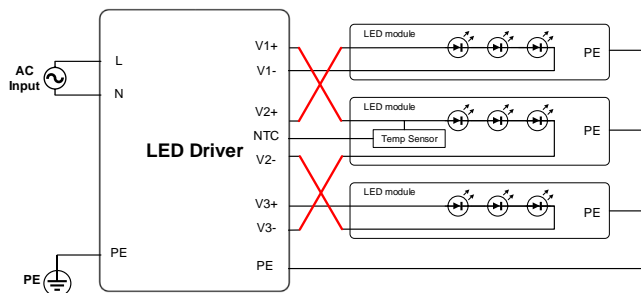 AC
Input
L
N
LED Driver
PE
PE
V1+
V1-
V2+
NTC
V2-
V3+
V3-
PE
LED module
PE
LED module
Temp Sensor
PE
LED module
PE